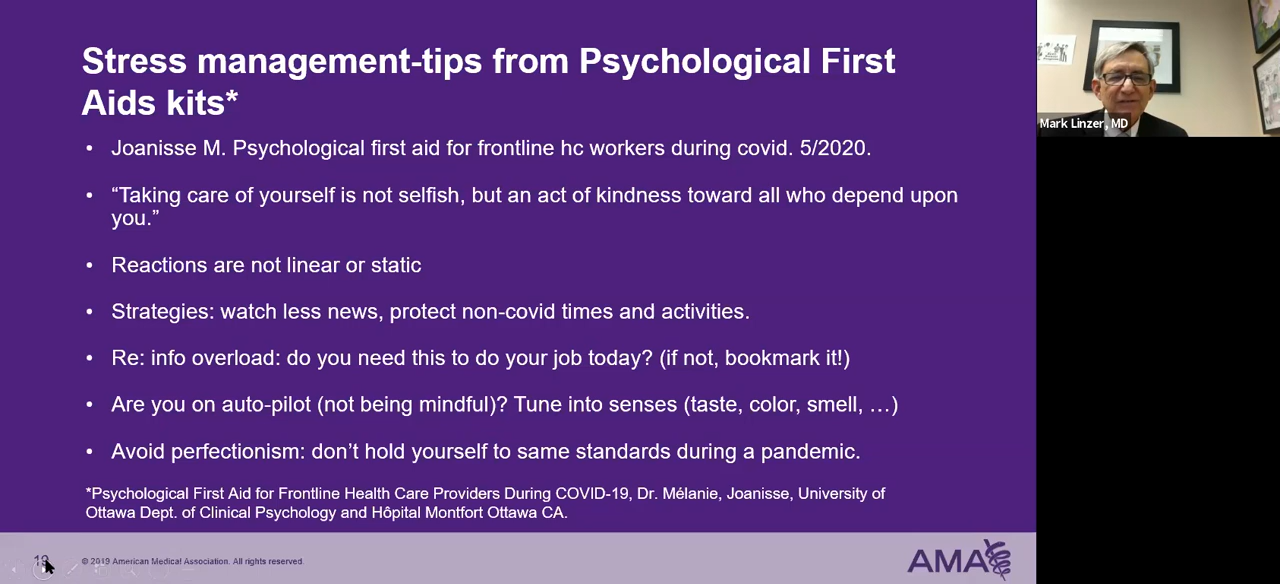 Stress management-tips from Psychological First
Aids kits*
• Joanisse M. Psychological first aid for frontline hc workers during covid. 5/2020.
• “Taking care of yourself is not selfish, but an act of kindness toward all who depend upon
you.”
• Reactions are not linear or static
• Strategies: watch less news, protect non-covid times and activities.
• Re: info overload: do you need this to do your job today? (if not, bookmark it!)
• Are you on auto-pilot (not being mindful)? Tune into senses (taste, color, smell, …)
• Avoid perfectionism: don’t hold yourself to same standards during a pandemic.
*Psychological First Aid for Frontline Health Care Providers During COVID-19, Dr. Mélanie, Joanisse, University of
Ottawa Dept. of Clinical Psychology and Hôpital Montfort Ottawa CA.
© 2019 American Medical Association. All rights reserved.
AMA
Mark Linzer, MD